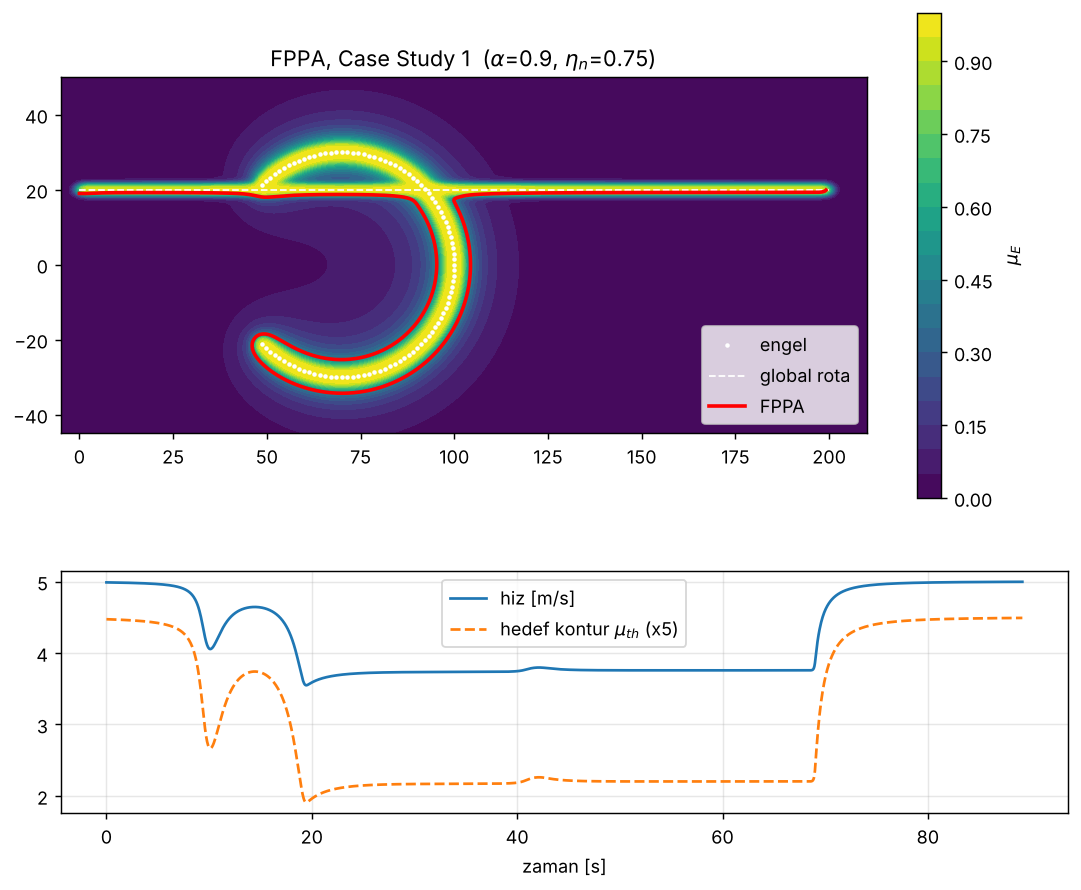 FPPA, Case Study 1 (α=0.9, ηn=0.75)
40
20
0
−20
−40
0 25 50 75 100 125 150 175 200
engel
global rota
FPPA
0.90
0.75
0.60
0.45
0.30
0.15
0.00
μE
5
4
3
2
hiz [m/s]
hedef kontur μth (x5)
0 20 40 60 80
zaman [s]